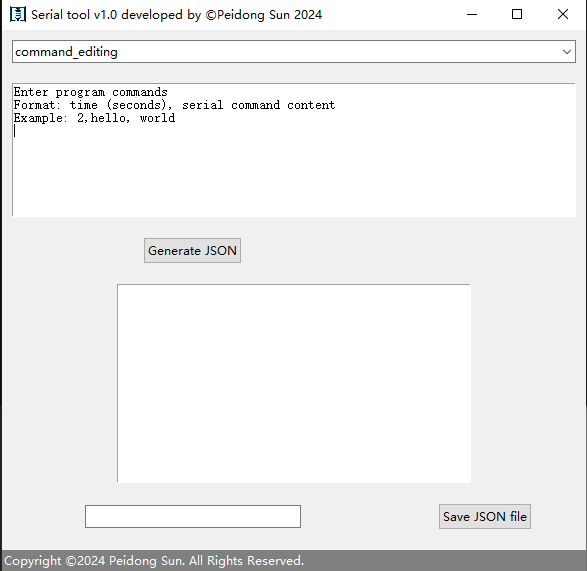 Serial tool v1.0 developed by ©Peidong Sun 2024
command_editing
Enter program commands
Format: time (seconds), serial command content
Example: 2,hello, world
Generate JSON
Save JSON file
Copyright ©2024 Peidong Sun. All Rights Reserved.